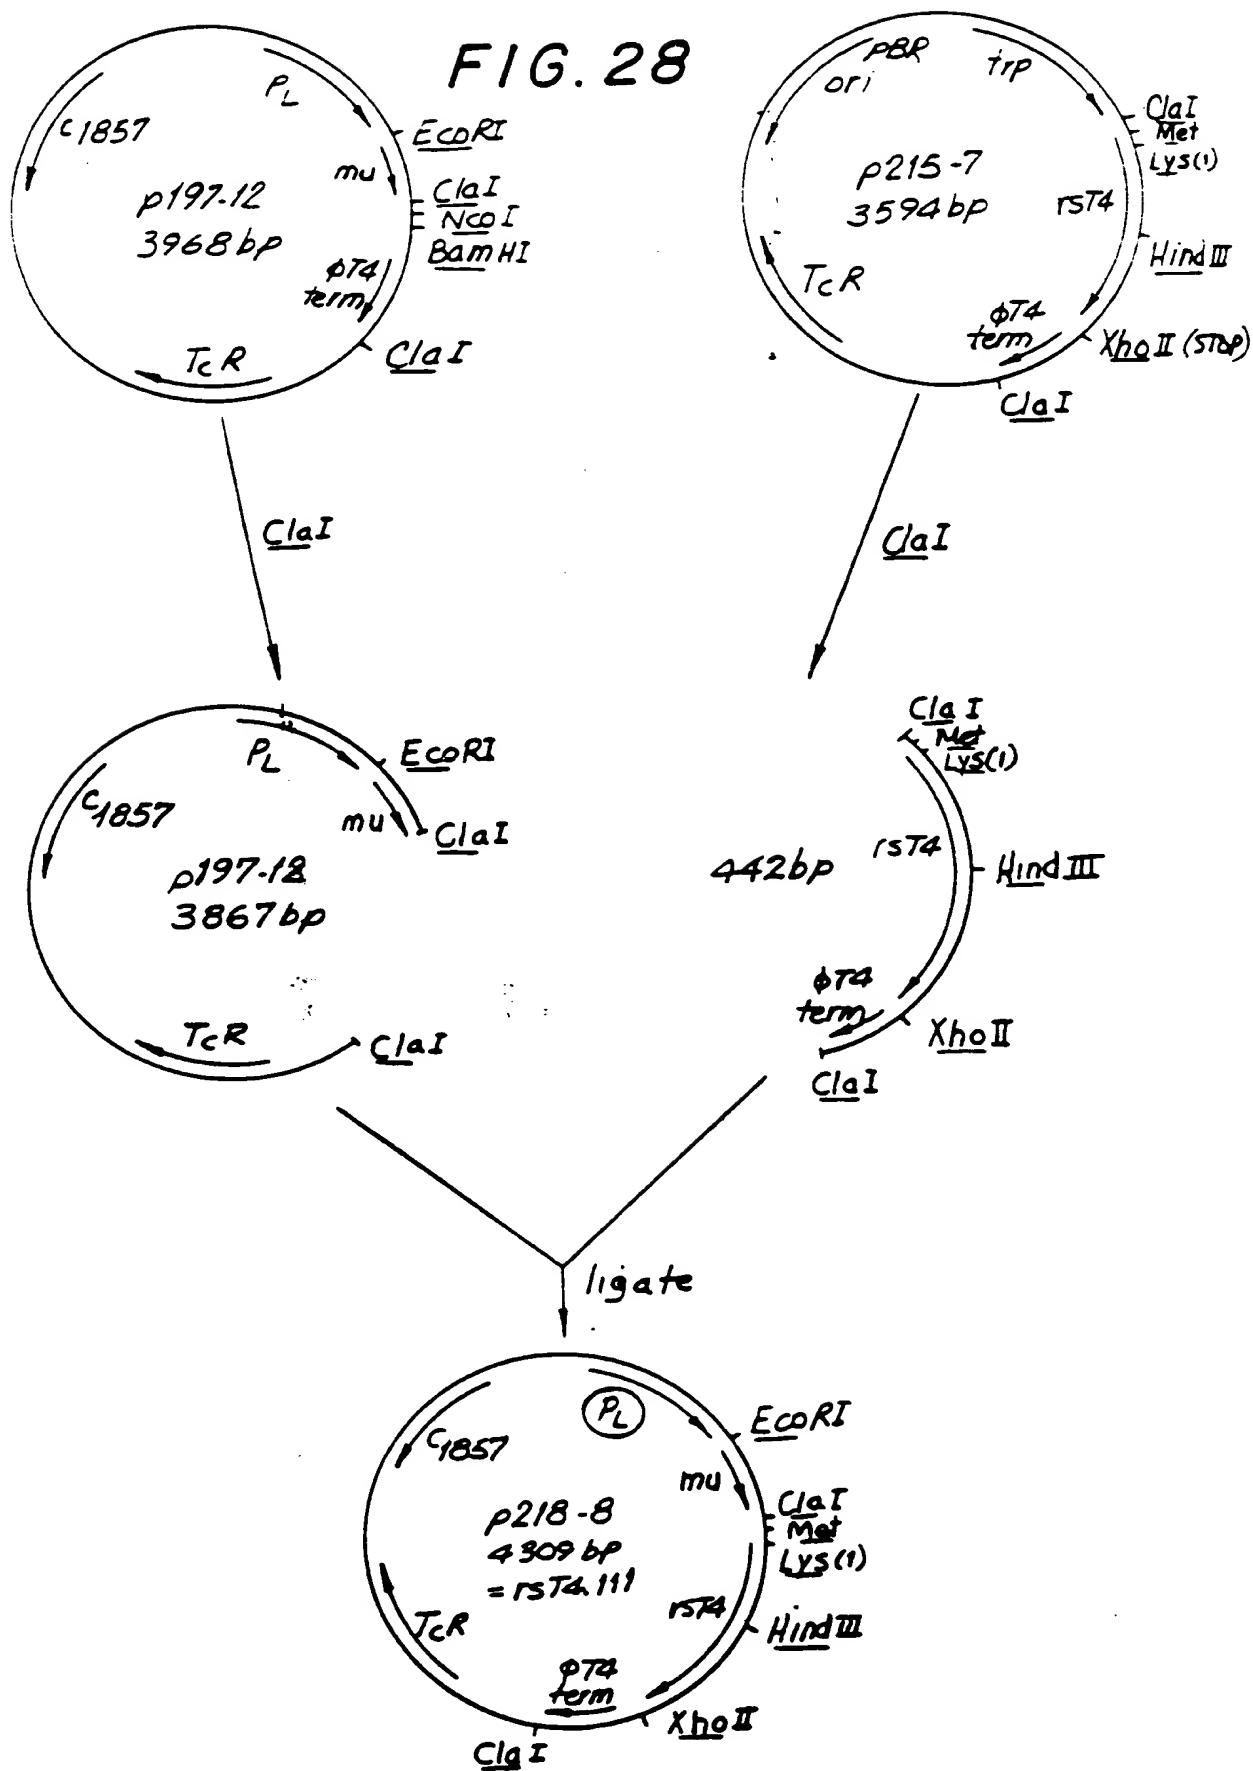 FIG. 28
PL
c1857
EcoRI
mu
ClaI
NcoI
BamHI
p197-12
3968bp
φT4
term
ClaI
TcR
pBR
ori
trp
ClaI
Met
Lys(1)
p215-7
3594bp
rsT4
HindIII
TcR
φT4
term
XhoII (STOP)
ClaI
ClaI
ClaI
PL
EcoRI
c1857
mu
ClaI
p197-12
3867bp
TcR
ClaI
ClaI
Met
Lys(1)
rsT4
442bp
HindIII
φT4
term
XhoII
ClaI
ligate
PL
EcoRI
c1857
mu
ClaI
Met
Lys(1)
p218-8
4309bp
=rsT4.111
rsT4
HindIII
TcR
φT4
term
XhoII
ClaI